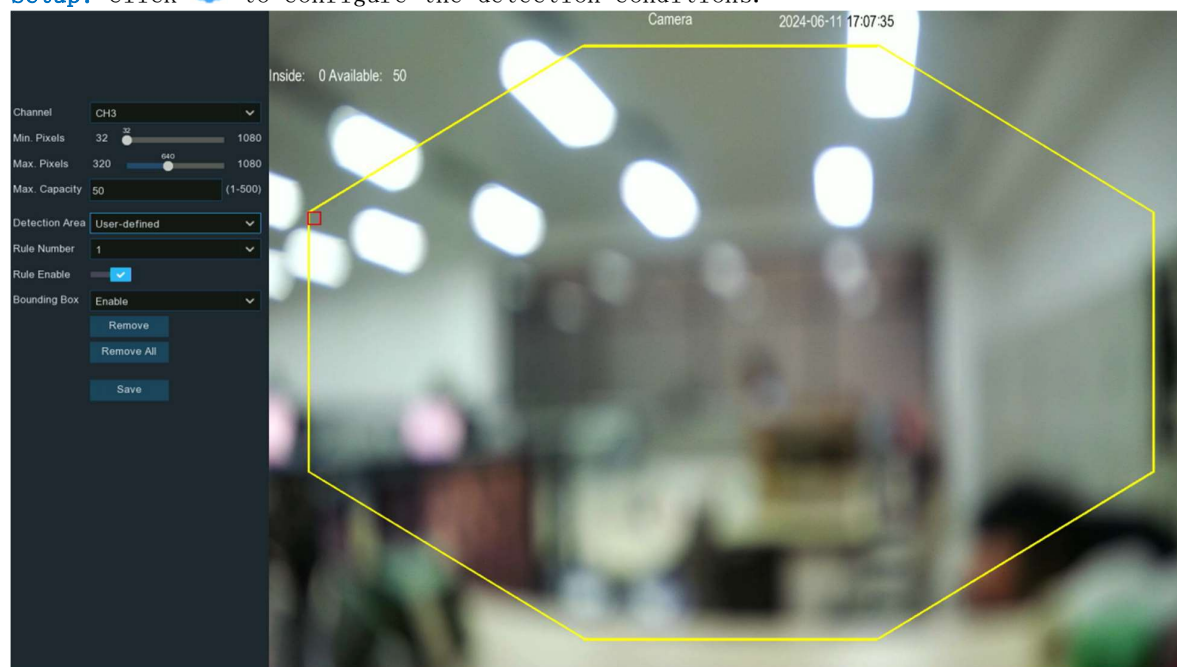 Setup: Click to configure the detection conditions.
Camera 2024-06-11 17:07:35
Inside: 0 Available: 50
Channel CH3
Min. Pixels 32 32 1080
Max. Pixels 320 640 1080
Max. Capacity 50 (1-500)
Detection Area User-defined
Rule Number 1
Rule Enable
Bounding Box Enable
Remove
Remove All
Save